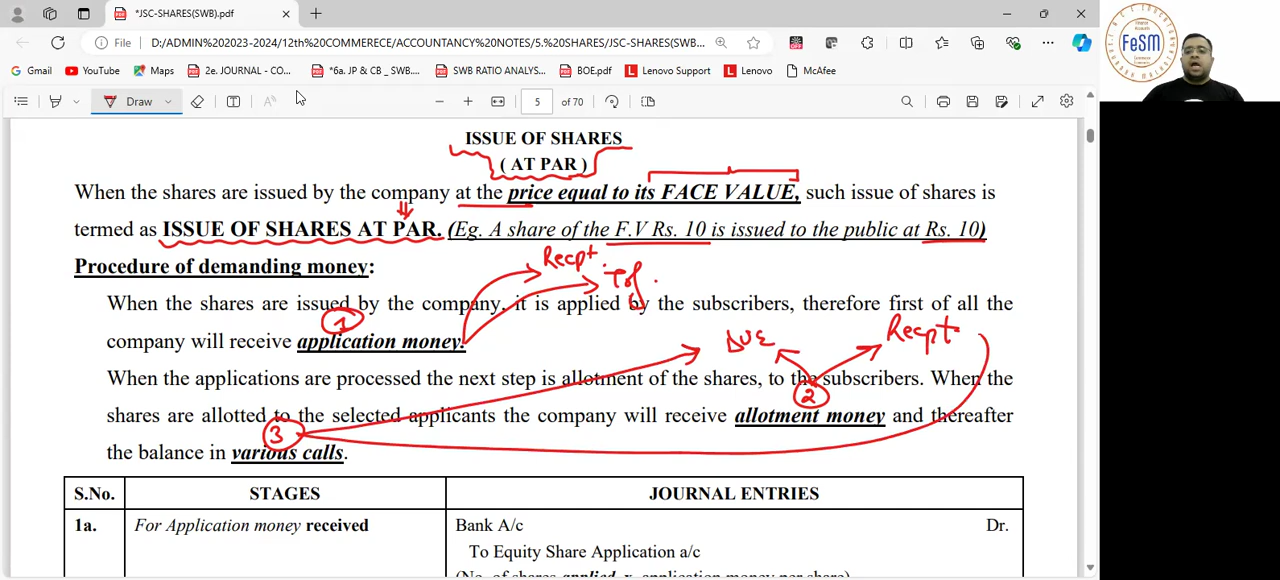 *JSC-SHARES(SWB).pdf
File D:/ADMIN%202023-2024/12th%20COMMERECE/ACCOUNTANCY%20NOTES/5.%20SHARES/JSC-SHARES(SWB...
Gmail YouTube Maps 2e. JOURNAL - CO... *6a. JP & CB _ SWB.... SWB RATIO ANALYS... BOE.pdf Lenovo Support Lenovo McAfee
Draw 5 of 70
FeSM
ISSUE OF SHARES
( AT PAR )
When the shares are issued by the company at the price equal to its FACE VALUE, such issue of shares is
termed as ISSUE OF SHARES AT PAR. (Eg. A share of the F.V Rs. 10 is issued to the public at Rs. 10)
Procedure of demanding money:
Recpt.
Trf.
When the shares are issued by the company, it is applied by the subscribers, therefore first of all the
1
company will receive application money.
DUE Recpt.
When the applications are processed the next step is allotment of the shares, to the subscribers. When the
2
shares are allotted to the selected applicants the company will receive allotment money and thereafter
3
the balance in various calls.
S.No. STAGES JOURNAL ENTRIES
1a. For Application money received Bank A/c Dr.
To Equity Share Application a/c
(No. of shares applied x application money per share)